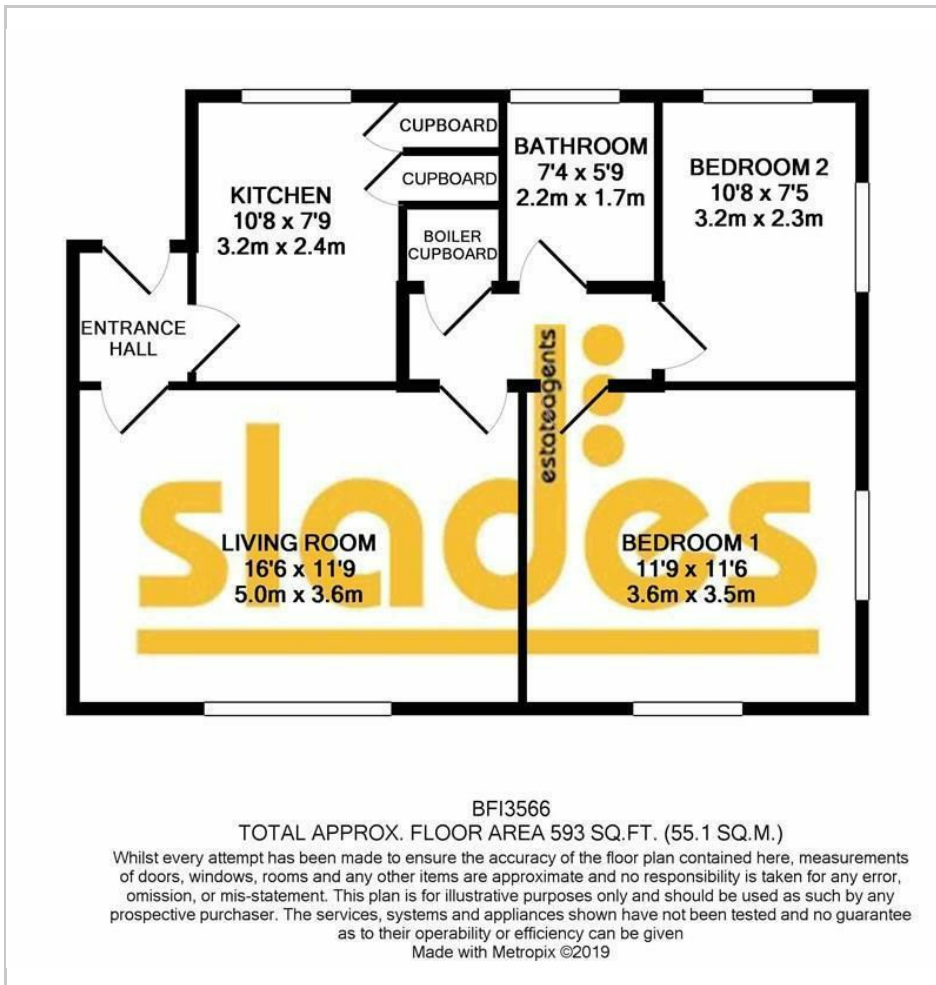 CUPBOARD
CUPBOARD
BATHROOM
7'4 x 5'9
2.2m x 1.7m
BEDROOM 2
10'8 x 7'5
3.2m x 2.3m
KITCHEN
10'8 x 7'9
3.2m x 2.4m
BOILER
CUPBOARD
ENTRANCE
HALL
estateagents
slades
LIVING ROOM
16'6 x 11'9
5.0m x 3.6m
BEDROOM 1
11'9 x 11'6
3.6m x 3.5m
BFI3566
TOTAL APPROX. FLOOR AREA 593 SQ.FT. (55.1 SQ.M.)
Whilst every attempt has been made to ensure the accuracy of the floor plan contained here, measurements
of doors, windows, rooms and any other items are approximate and no responsibility is taken for any error,
omission, or mis-statement. This plan is for illustrative purposes only and should be used as such by any
prospective purchaser. The services, systems and appliances shown have not been tested and no guarantee
as to their operability or efficiency can be given
Made with Metropix ©2019